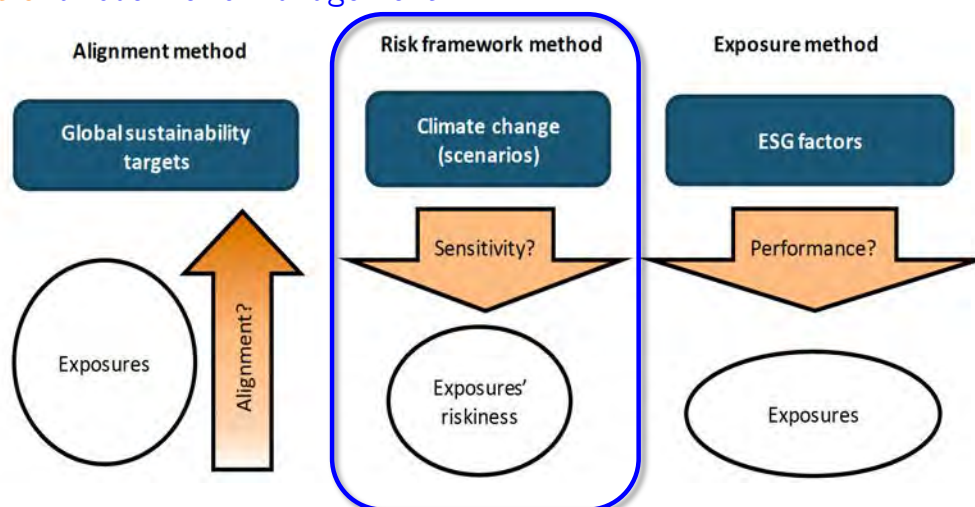 Alignment method
Global sustainability
targets
Exposures
Alignment?
Risk framework method
Climate change
(scenarios)
Sensitivity?
Exposures'
riskiness
Exposure method
ESG factors
Performance?
Exposures